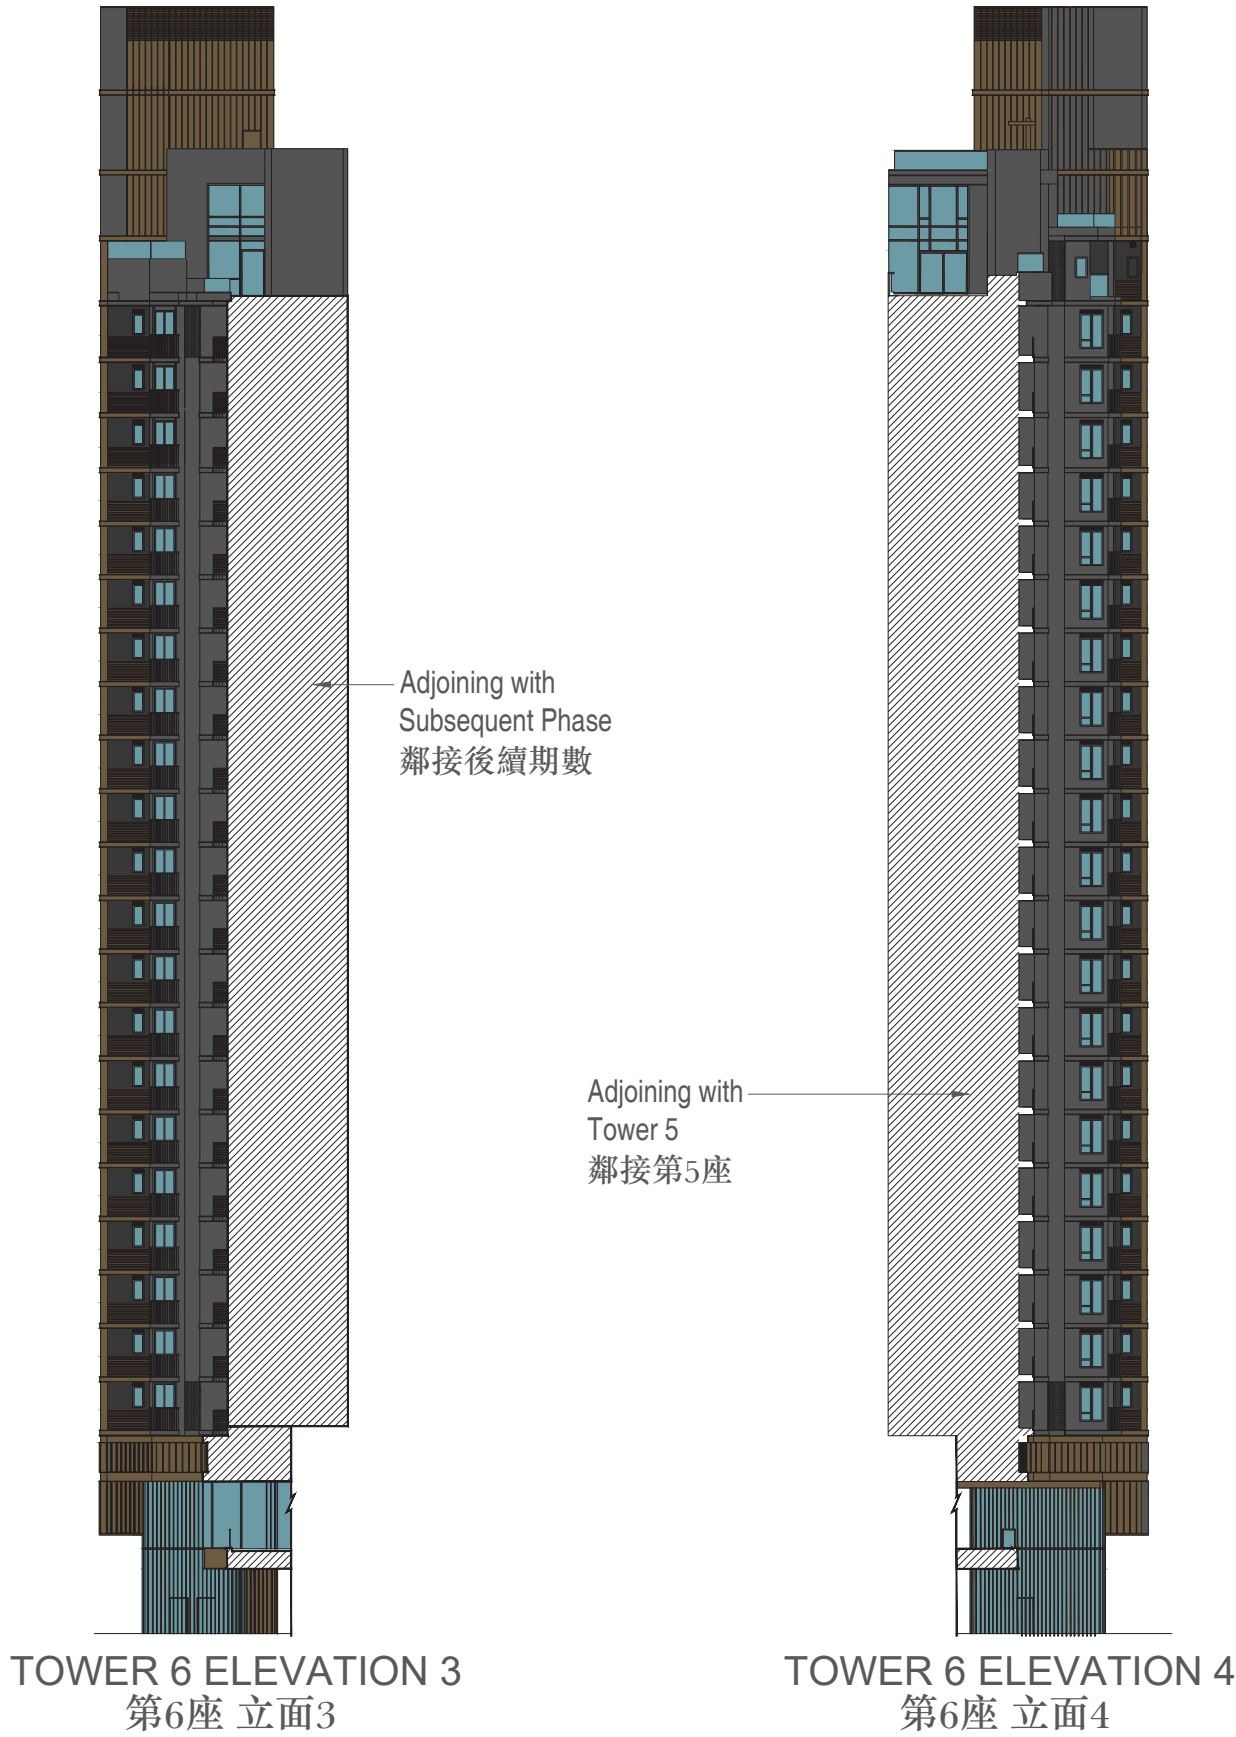 Adjoining with
Subsequent Phase
鄰接後續期數
Adjoining with
Tower 5
鄰接第5座
TOWER 6 ELEVATION 3
第6座 立面3
TOWER 6 ELEVATION 4
第6座 立面4